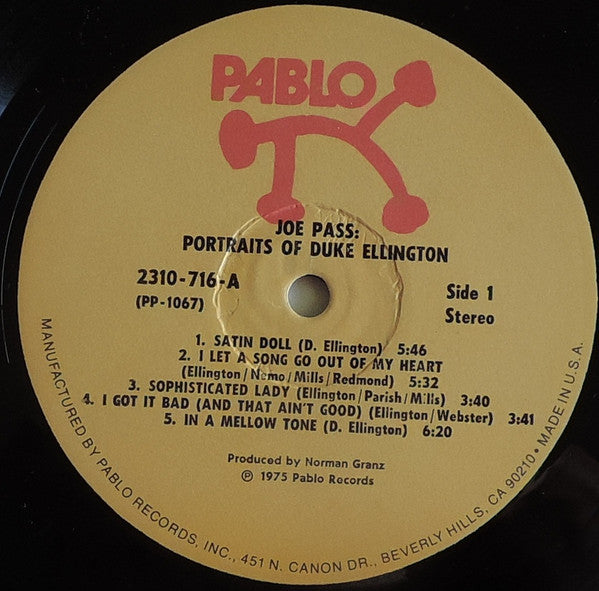 PABLO
JOE PASS:
PORTRAITS OF DUKE ELLINGTON
2310-716-A
(PP-1067)
Side 1
Stereo
1. SATIN DOLL (D. Ellington) 5:46
2. I LET A SONG GO OUT OF MY HEART
(Ellington/Nemo/Mills/Redmond) 5:32
3. SOPHISTICATED LADY (Ellington/Parish/Mills) 3:40
4. I GOT IT BAD (AND THAT AIN'T GOOD) (Ellington/Webster) 3:41
5. IN A MELLOW TONE (D. Ellington) 6:20
Produced by Norman Granz
℗ 1975 Pablo Records
MANUFACTURED BY PABLO RECORDS, INC., 451 N. CANON DR., BEVERLY HILLS, CA 90210 • MADE IN U.S.A.